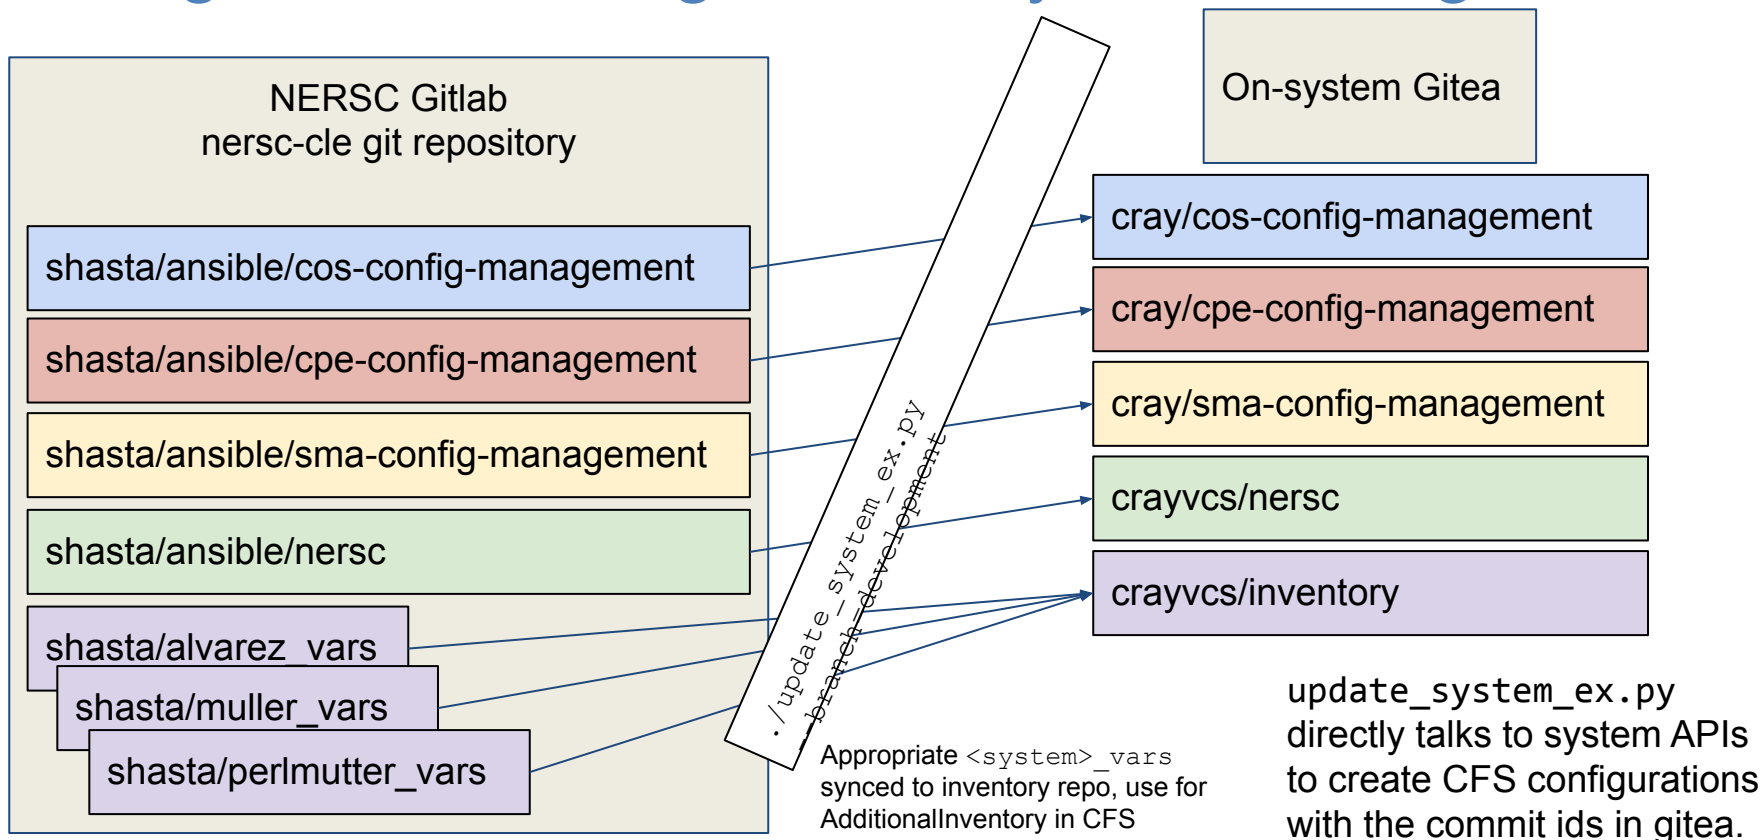 NERSC Gitlab
nersc-cle git repository
shasta/ansible/cos-config-management
shasta/ansible/cpe-config-management
shasta/ansible/sma-config-management
shasta/ansible/nersc
shasta/alvarez_vars
shasta/muller_vars
shasta/perlmutter_vars
./update_system_ex.py
--branch=development
On-system Gitea
cray/cos-config-management
cray/cpe-config-management
cray/sma-config-management
crayvcs/nersc
crayvcs/inventory
Appropriate <system>_vars
synced to inventory repo, use for
AdditionalInventory in CFS
update_system_ex.py
directly talks to system APIs
to create CFS configurations
with the commit ids in gitea.